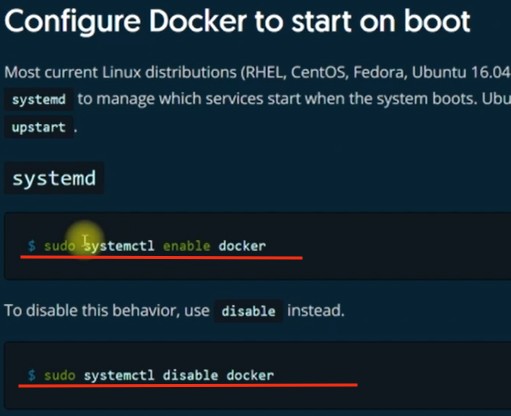 Configure Docker to start on boot
Most current Linux distributions (RHEL, CentOS, Fedora, Ubuntu 16.04
systemd to manage which services start when the system boots. Ubu
upstart .
systemd
$ sudo systemctl enable docker
To disable this behavior, use disable instead.
$ sudo systemctl disable docker